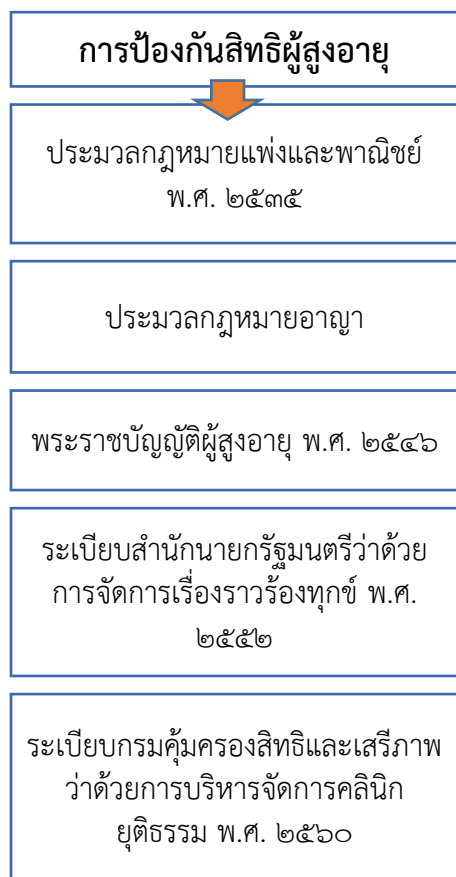 การป้องกันสิทธิผู้สูงอายุ
ประมวลกฎหมายแพ่งและพาณิชย์
พ.ศ. ๒๕๓๕
ประมวลกฎหมายอาญา
พระราชบัญญัติผู้สูงอายุ พ.ศ. ๒๕๔๖
ระเบียบสำนักนายกรัฐมนตรีว่าด้วย
การจัดการเรื่องราวร้องทุกข์ พ.ศ.
๒๕๕๒
ระเบียบกรมคุ้มครองสิทธิและเสรีภาพ
ว่าด้วยการบริหารจัดการคลินิก
ยุติธรรม พ.ศ. ๒๕๖๐